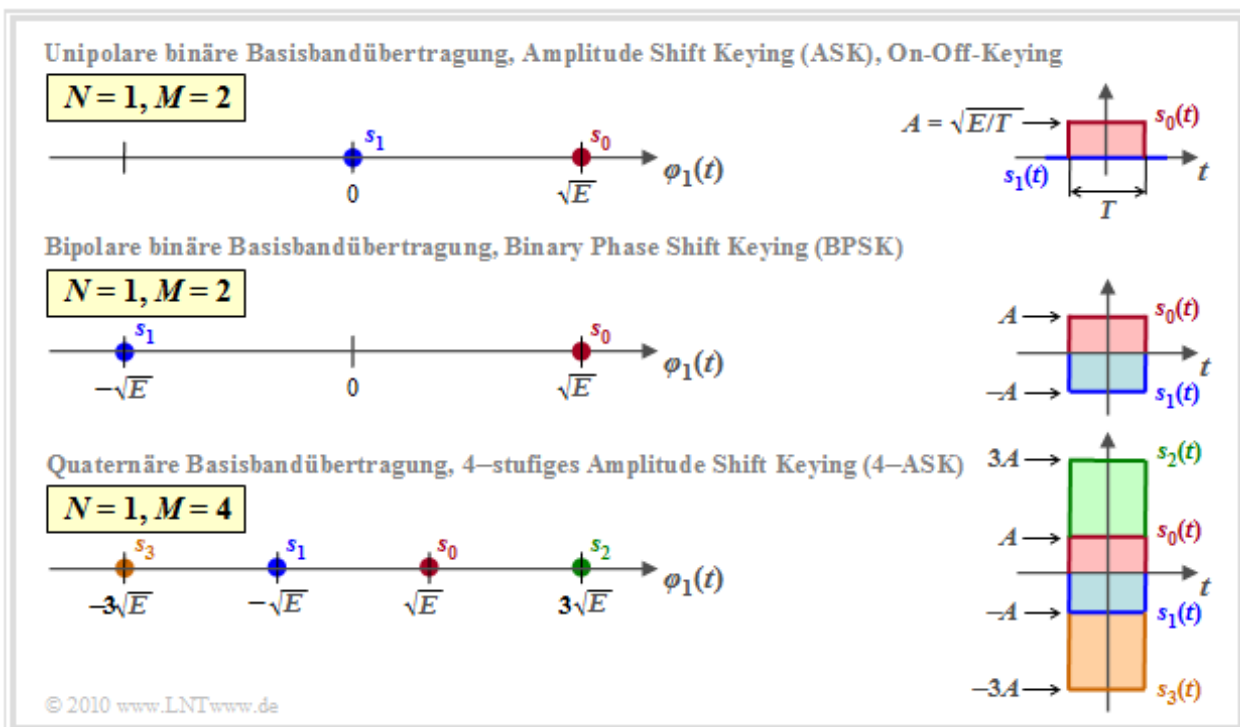 Unipolare binäre Basisbandübertragung, Amplitude Shift Keying (ASK), On-Off-Keying
N = 1, M = 2
s₁ s₀
0 √E φ₁(t)
A = √E/T s₀(t)
s₁(t) t
T
Bipolare binäre Basisbandübertragung, Binary Phase Shift Keying (BPSK)
N = 1, M = 2
s₁ s₀
−√E 0 √E φ₁(t)
A s₀(t)
t
−A s₁(t)
Quaternäre Basisbandübertragung, 4–stufiges Amplitude Shift Keying (4–ASK)
N = 1, M = 4
s₃ s₁ s₀ s₂
−3√E −√E √E 3√E φ₁(t)
3A s₂(t)
A s₀(t)
t
−A s₁(t)
−3A s₃(t)
© 2010 www.LNTwww.de